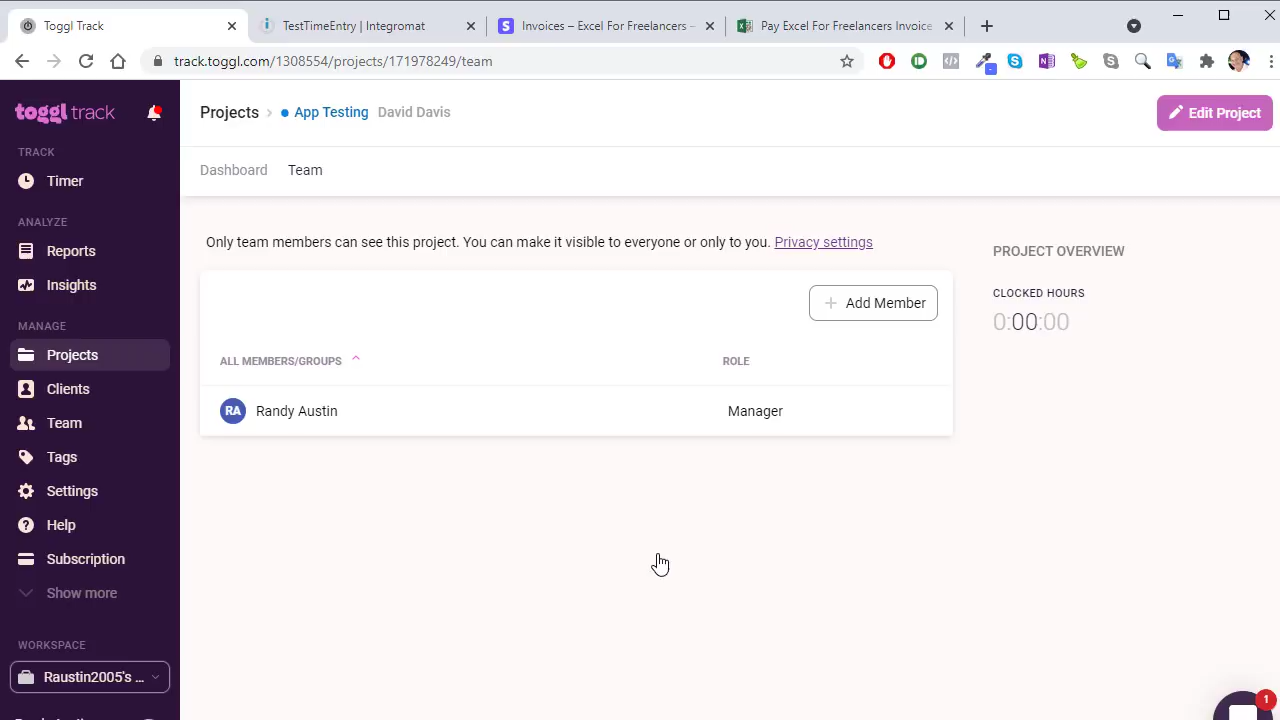 Toggl Track
TestTimeEntry | Integromat
Invoices – Excel For Freelancers –
Pay Excel For Freelancers Invoice
track.toggl.com/1308554/projects/171978249/team
toggl track
Projects > App Testing David Davis
Edit Project
TRACK
Timer
Dashboard Team
ANALYZE
Reports
Insights
Only team members can see this project. You can make it visible to everyone or only to you. Privacy settings
PROJECT OVERVIEW
CLOCKED HOURS
0:00:00
+ Add Member
MANAGE
Projects
Clients
Team
Tags
Settings
Help
Subscription
Show more
ALL MEMBERS/GROUPS ROLE
RA Randy Austin Manager
WORKSPACE
Raustin2005's ...
1